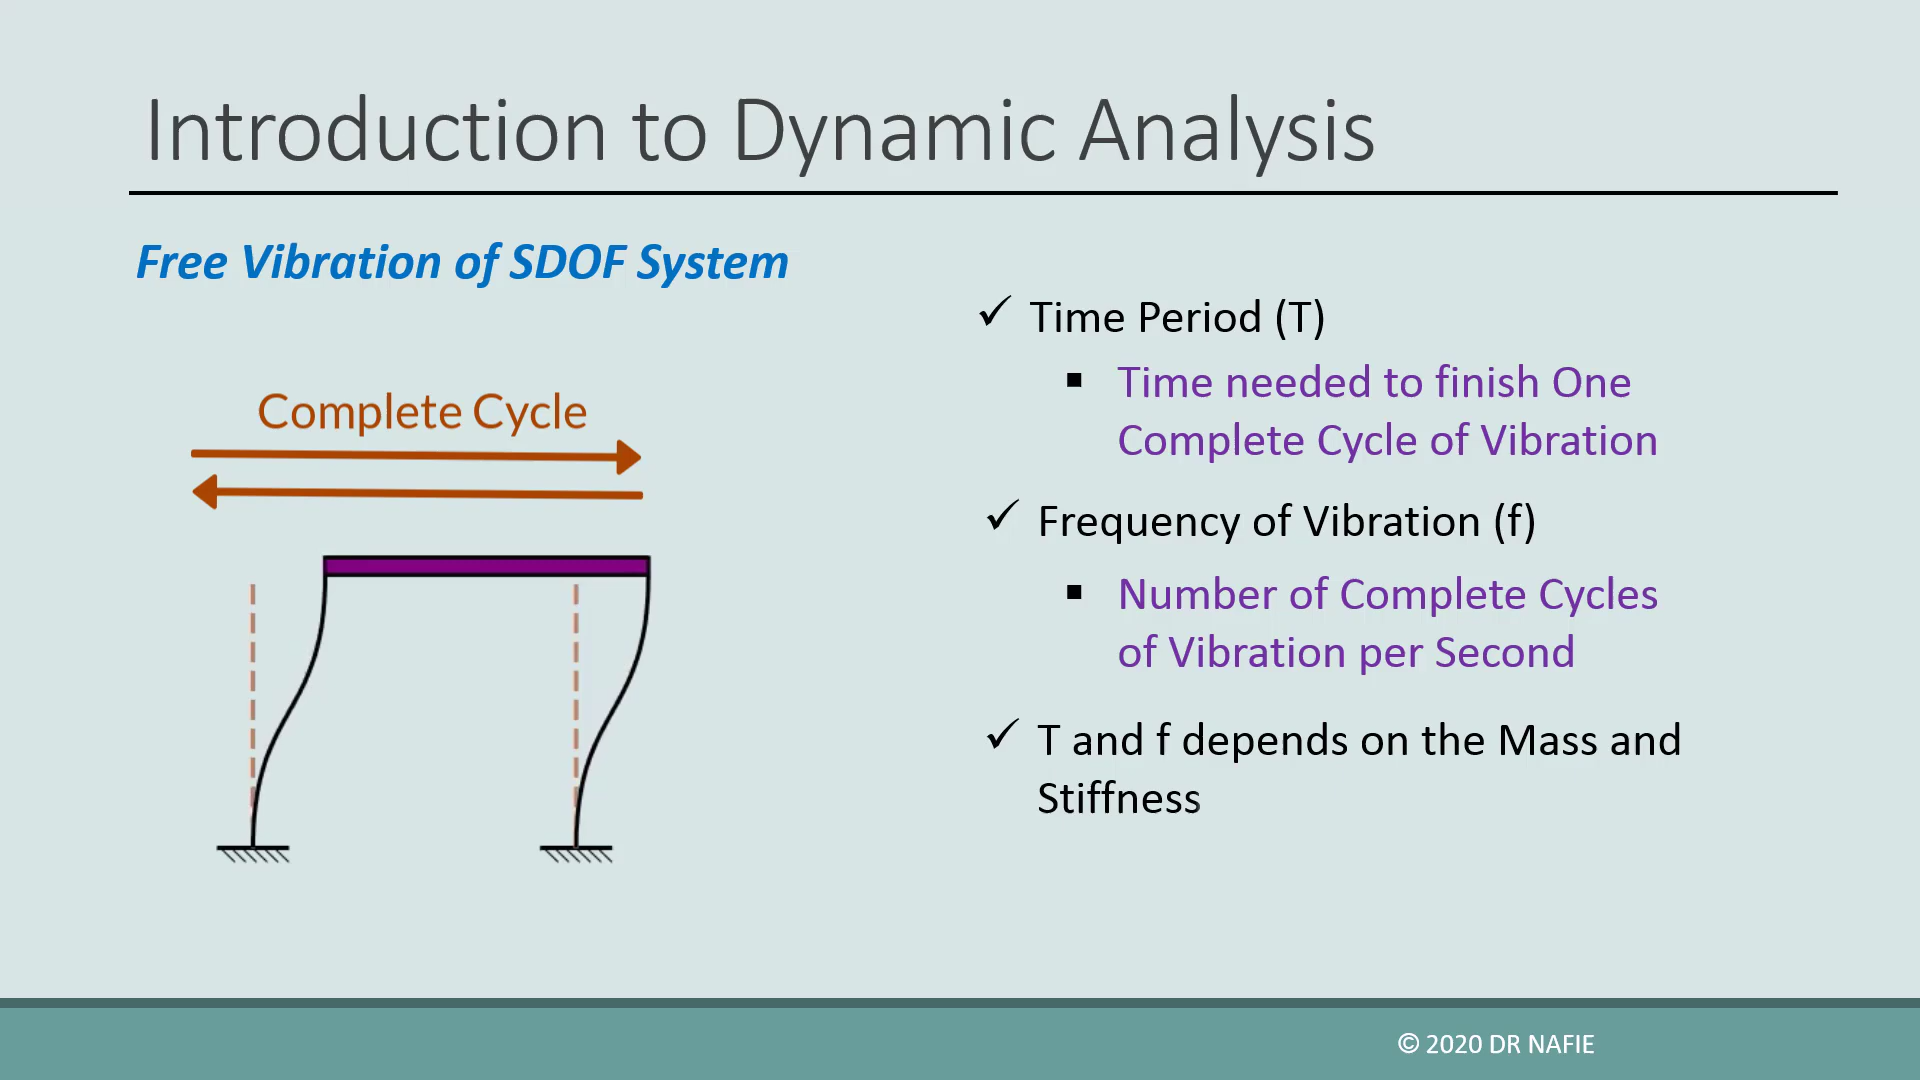 Introduction to Dynamic Analysis
Free Vibration of SDOF System
Complete Cycle
✓ Time Period (T)
▪ Time needed to finish One
Complete Cycle of Vibration
✓ Frequency of Vibration (f)
▪ Number of Complete Cycles
of Vibration per Second
✓ T and f depends on the Mass and
Stiffness
© 2020 DR NAFIE